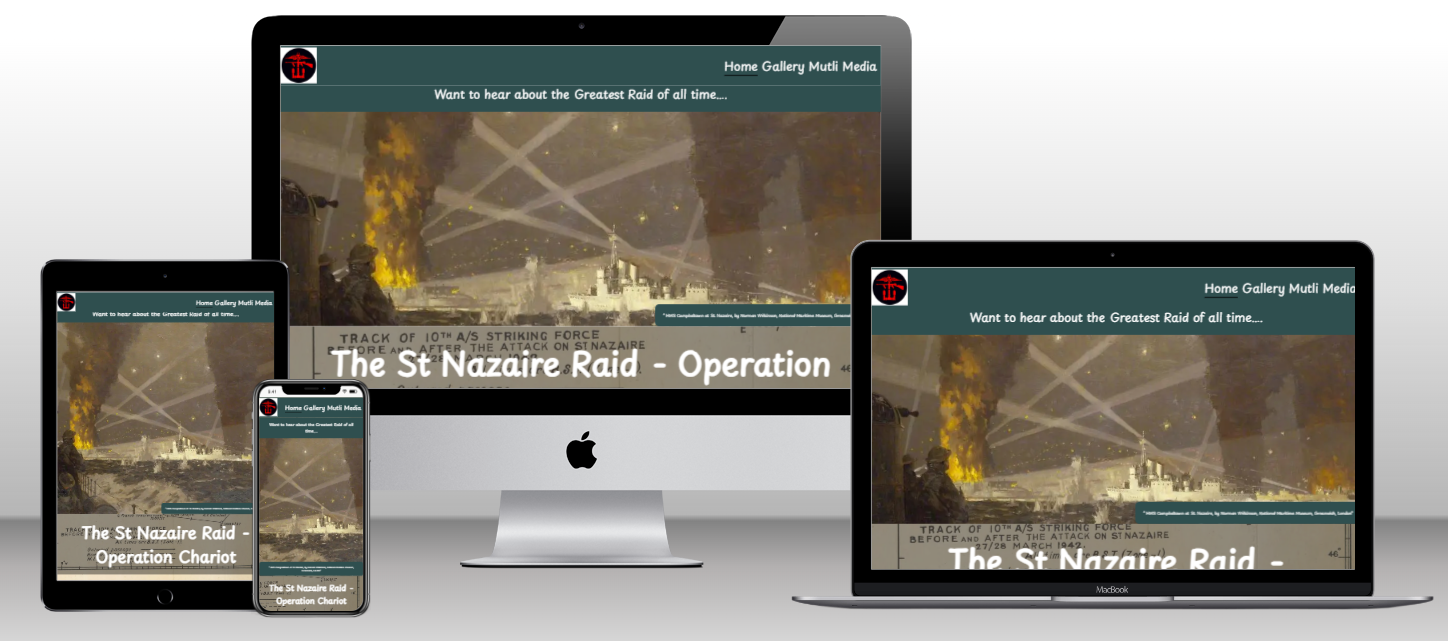 Home Gallery Mutli Media
Want to hear about the Greatest Raid of all time....
"HMS Campbeltown at St. Nazaire, by Norman Wilkinson, National Maritime Museum,
TRACK OF 10TH A/S STRIKING FORCE
BEFORE AND AFTER THE ATTACK ON ST NAZAIRE
The St Nazaire Raid - Operation
Home Gallery Mutli Media
Want to hear about the Greatest Raid of all time....
The St Nazaire Raid -
Operation Chariot
9:41
Home Gallery Mutli Media
Want to hear about the Greatest Raid of all
time....
The St Nazaire Raid -
Operation Chariot
Home Gallery Mutli Media
Want to hear about the Greatest Raid of all time....
"HMS Campbeltown at St. Nazaire, by Norman Wilkinson, National Maritime Museum, Greenwich, London"
TRACK OF 10TH A/S STRIKING FORCE
BEFORE AND AFTER THE ATTACK ON ST NAZAIRE
27/28 MARCH 1942.
46°
The St Nazaire Raid -
MacBook